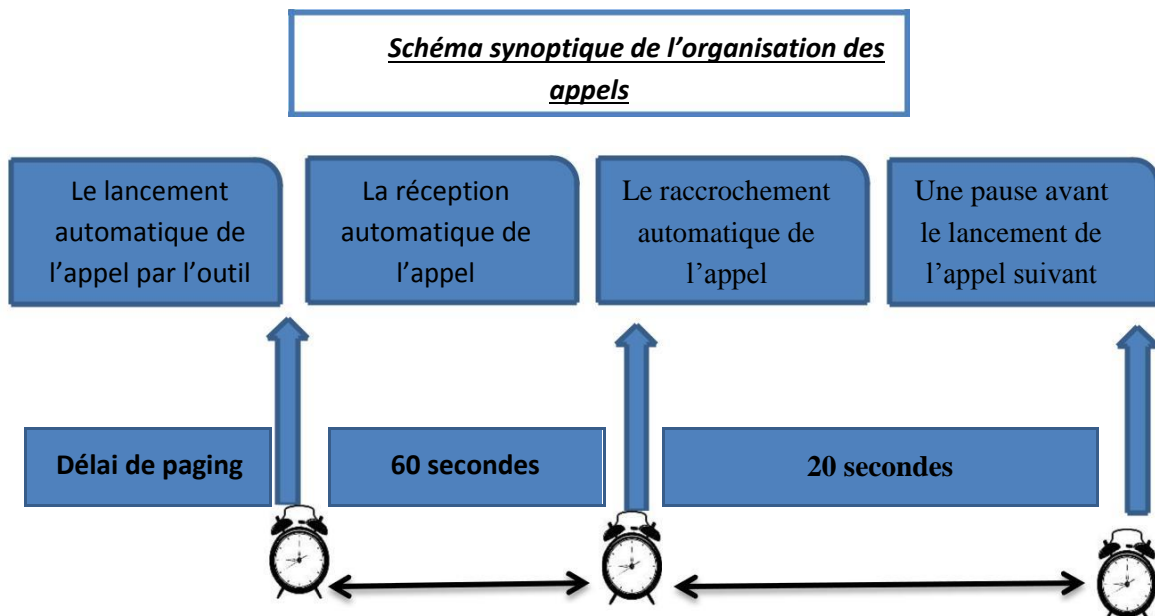 Schéma synoptique de l’organisation des
appels
Le lancement
automatique de
l’appel par l’outil
La réception
automatique de
l’appel
Le raccrochement
automatique de
l’appel
Une pause avant
le lancement de
l’appel suivant
Délai de paging
60 secondes
20 secondes